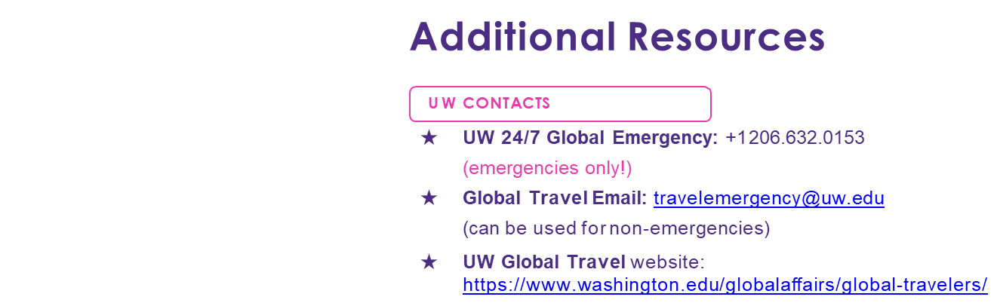 Additional Resources
UW CONTACTS
★ UW 24/7 Global Emergency: +1206.632.0153
(emergencies only!)
★ Global Travel Email: travelemergency@uw.edu
(can be used for non-emergencies)
★ UW Global Travel website:
https://www.washington.edu/globalaffairs/global-travelers/